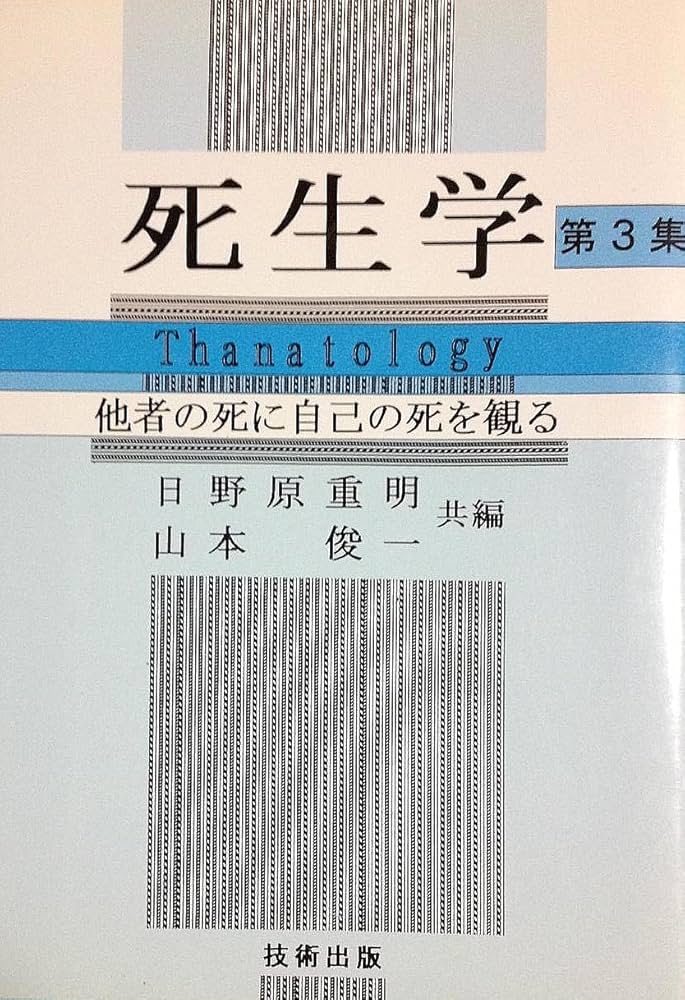 死生学 第3集
Thanatology
他者の死に自己の死を観る
日野原重明
山本 俊一 共編
技術出版